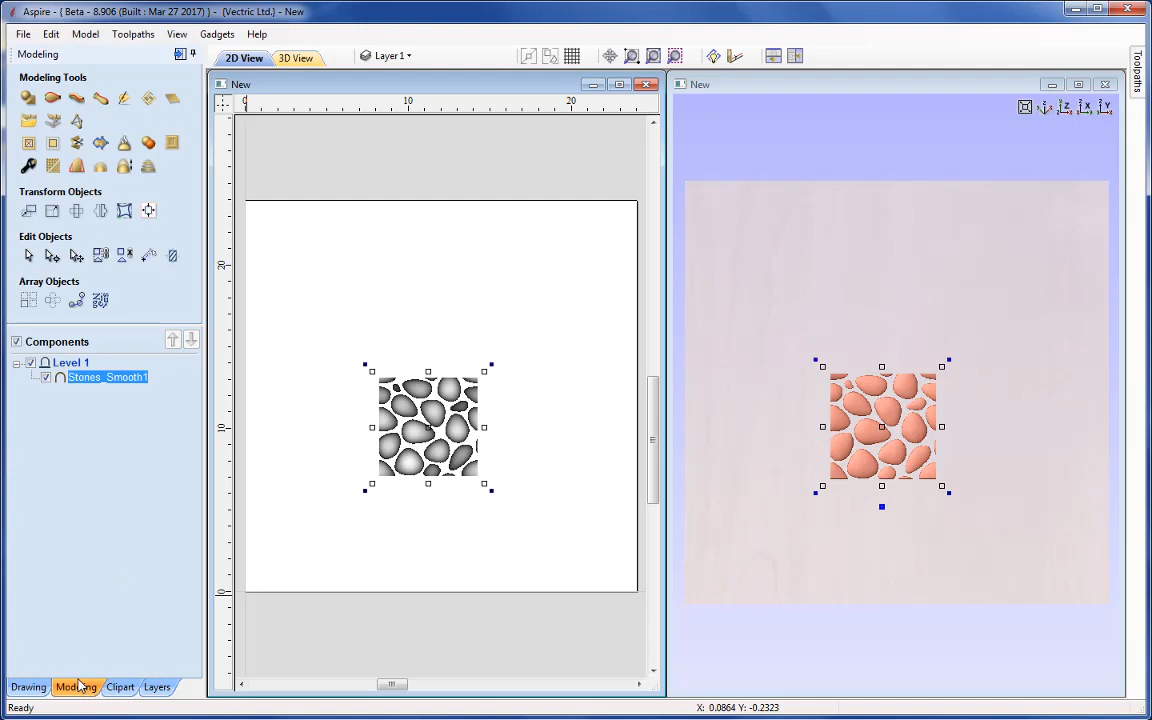 Aspire - { Beta - 8.906 (Built : Mar 27 2017) } - {Vectric Ltd.} - New
File Edit Model Toolpaths View Gadgets Help
Modeling
2D View 3D View Layer1
Toolpaths
Modeling Tools
New
New
0 10 20
20
10
0
Z X Y
Transform Objects
Edit Objects
Array Objects
Components
Level 1
Stones_Smooth1
Drawing Modeling Clipart Layers
Ready
X: 0.0864 Y: -0.2323